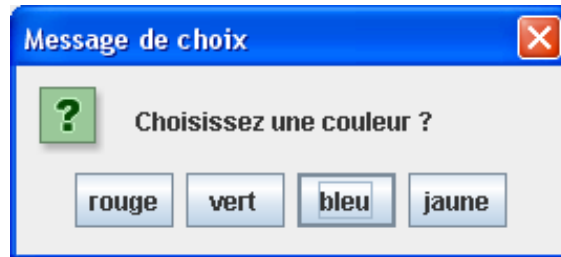 Message de choix
? Choisissez une couleur ?
rouge vert bleu jaune